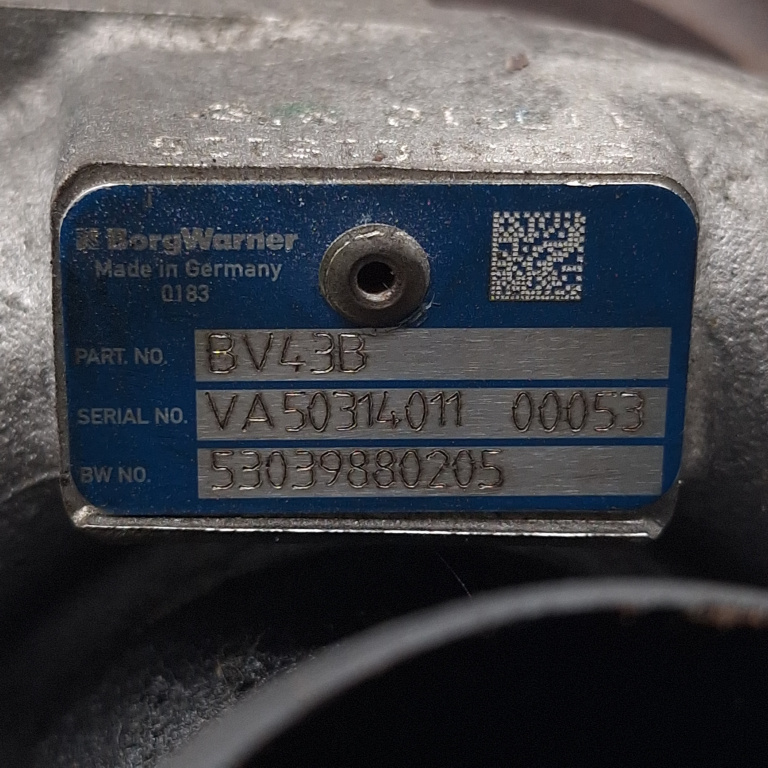 BorgWarner
Made in Germany
0183
PART. NO. BV43B
SERIAL NO. VA50314011 00053
BW NO. 53039880205